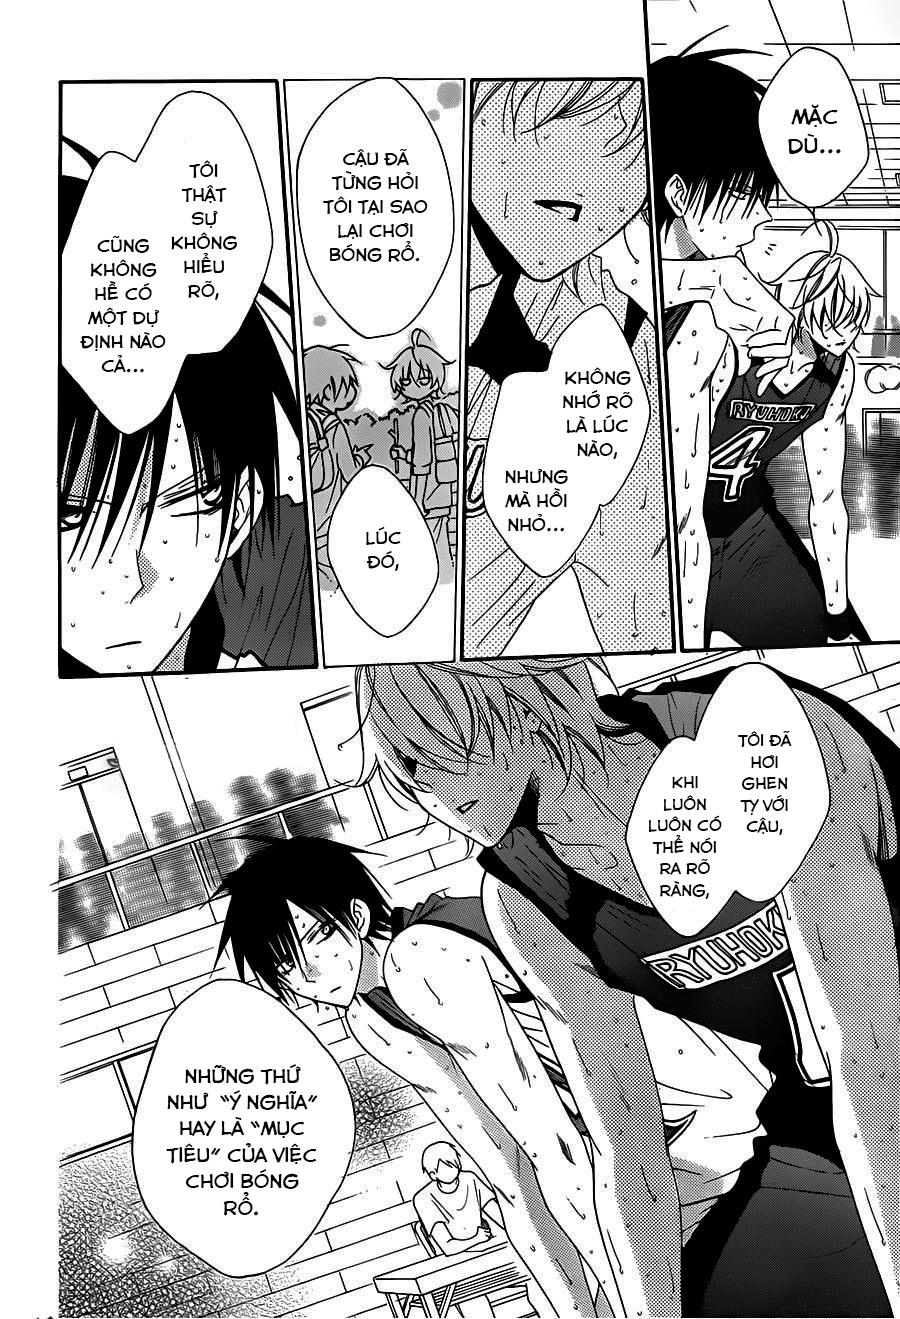 MẶC
DÙ...
RYUHOKU
4
KHÔNG
NHỚ RÕ
LÀ LÚC
NÀO,
NHƯNG
MÀ HỒI
NHỎ...
CẬU ĐÃ
TỪNG HỎI
TÔI TẠI SAO
LẠI CHƠI
BÓNG RỔ.
LÚC
ĐÓ,
TÔI
THẬT
SỰ
KHÔNG
HIỂU
RÕ,
CŨNG
KHÔNG
HỀ CÓ
MỘT DỰ
ĐỊNH NÀO
CẢ...
TÔI ĐÃ
HƠI
GHEN
TỴ VỚI
CẬU,
KHI
LUÔN
LUÔN CÓ
THỂ NÓI
RA RÕ
RÀNG,
RYUHOKU
NHỮNG THỨ
NHƯ "Ý NGHĨA"
HAY LÀ "MỤC
TIÊU" CỦA VIỆC
CHƠI BÓNG
RỔ.